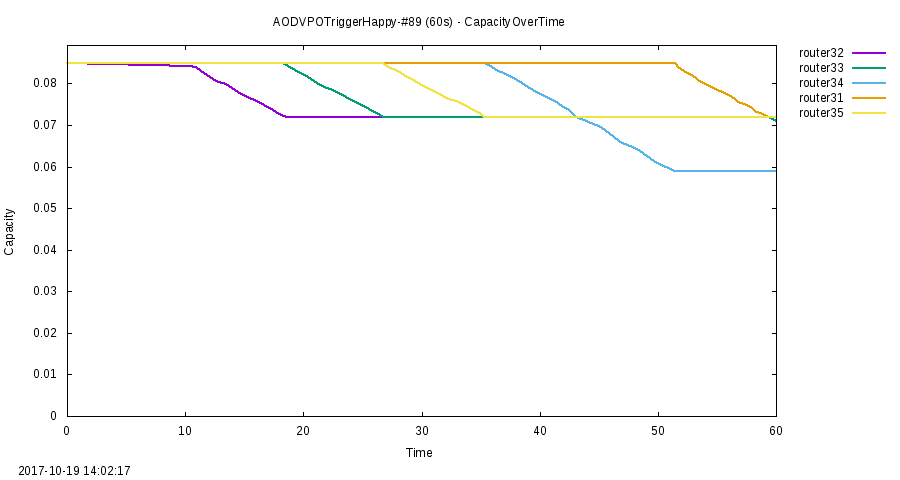 AODVPOTriggerHappy-#89 (60s) - CapacityOverTime
router32
router33
router34
router31
router35
0.08
0.07
0.06
0.05
0.04
0.03
0.02
0.01
0
Capacity
0 10 20 30 40 50 60
Time
2017-10-19 14:02:17